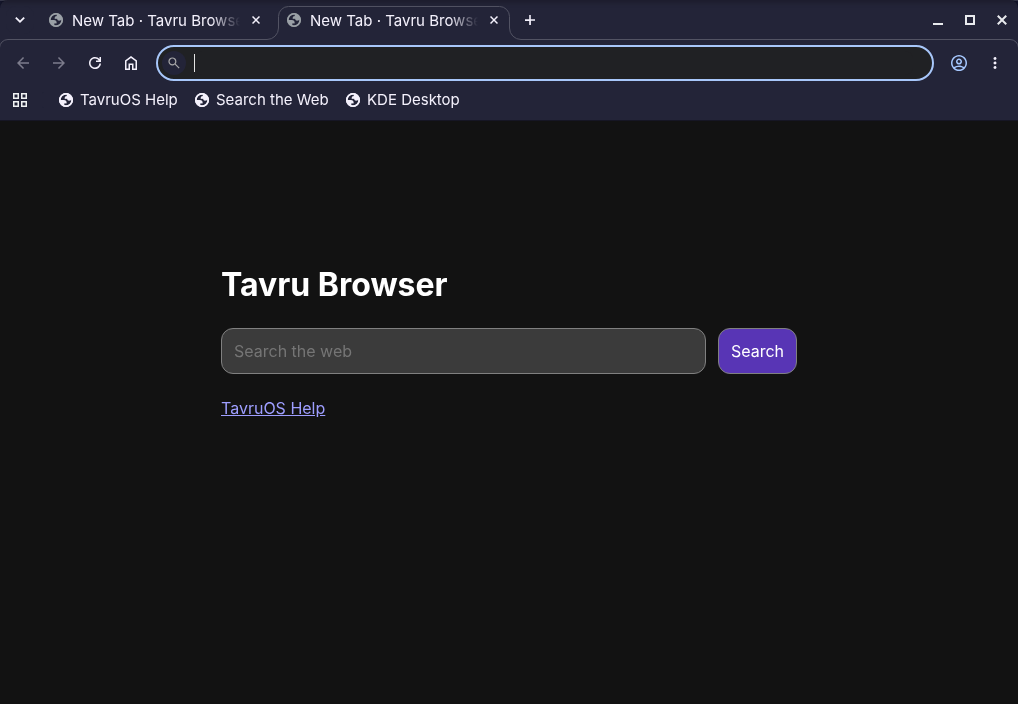 New Tab · Tavru Brows
New Tab · Tavru Brows
TavruOS Help
Search the Web
KDE Desktop
Tavru Browser
Search the web
Search
TavruOS Help